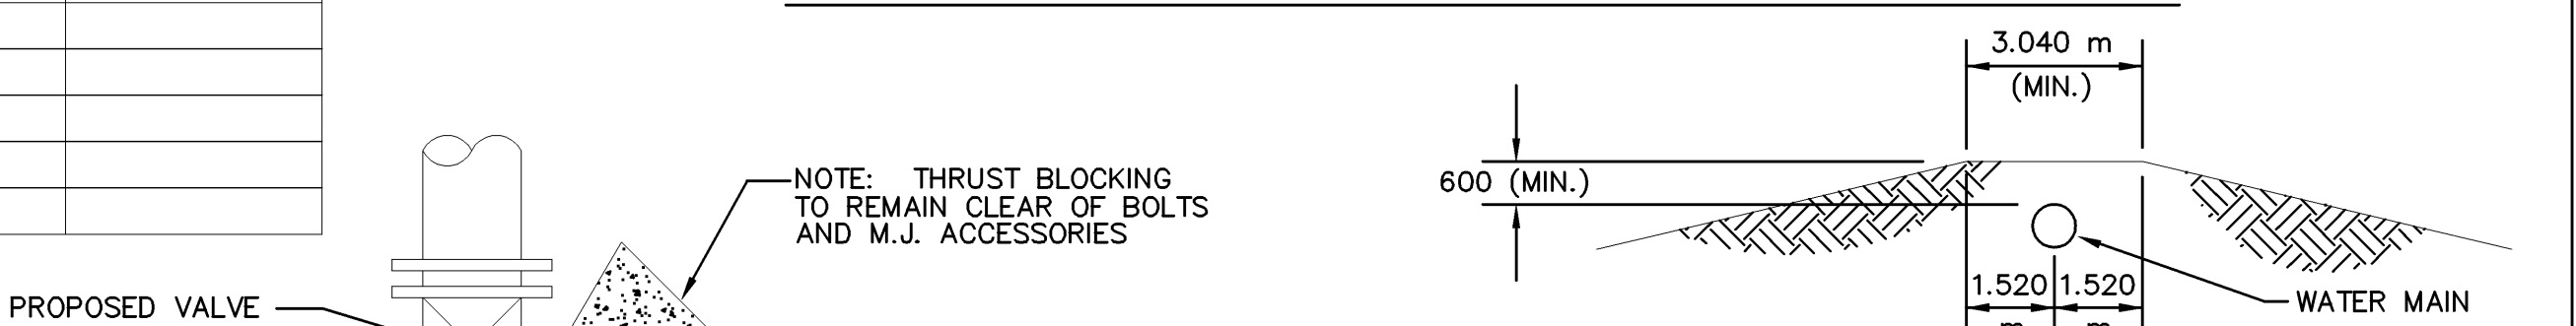 3.040 m
(MIN.)
NOTE: THRUST BLOCKING
TO REMAIN CLEAR OF BOLTS
AND M.J. ACCESSORIES
600 (MIN.)
1.520 1.520
m m
PROPOSED VALVE
WATER MAIN